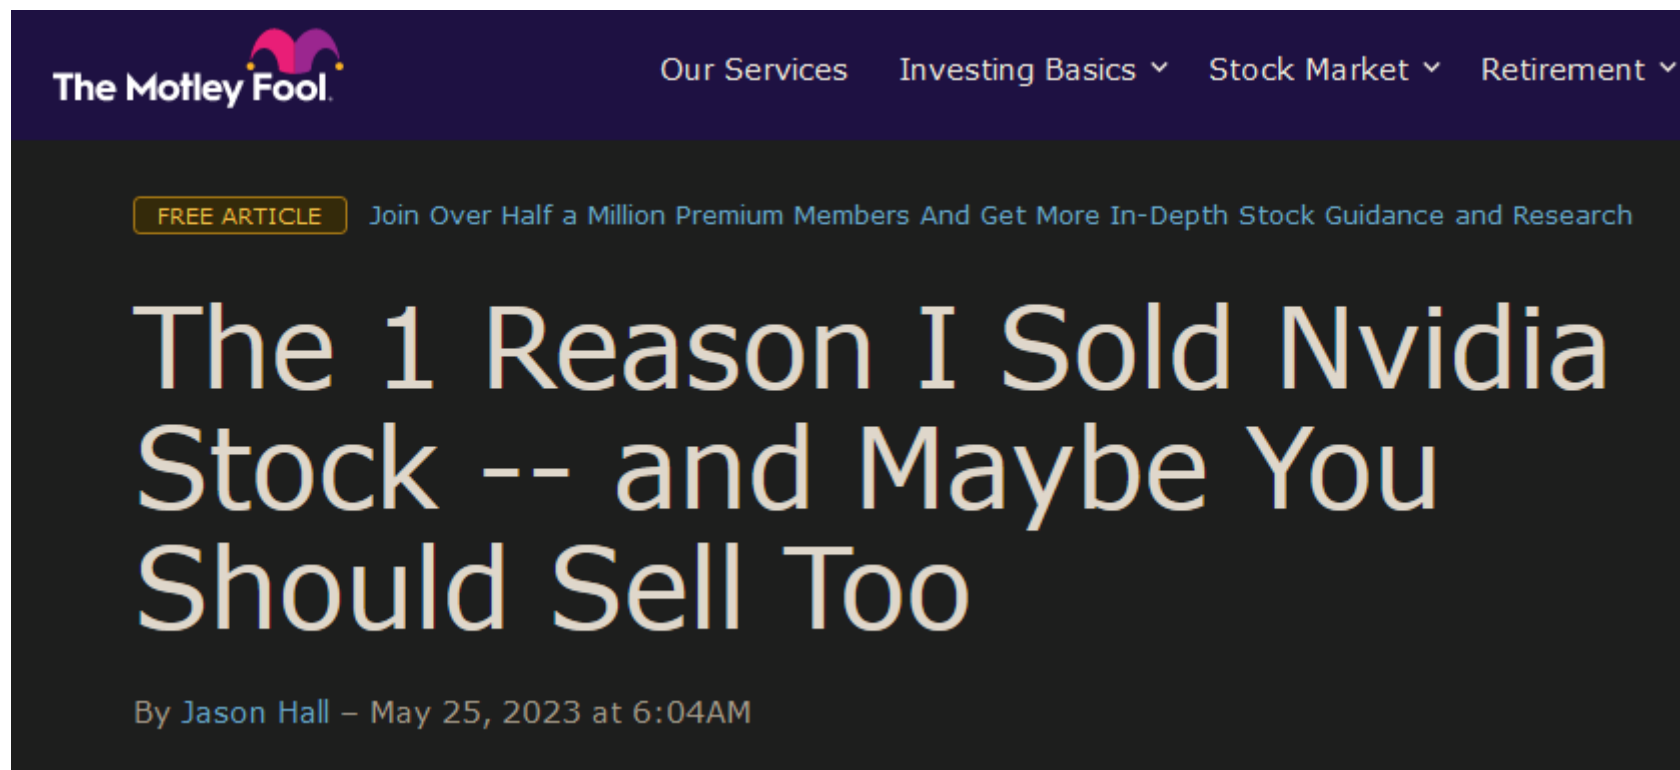 The Motley Fool.
Our Services
Investing Basics
Stock Market
Retirement
FREE ARTICLE
Join Over Half a Million Premium Members And Get More In-Depth Stock Guidance and Research
The 1 Reason I Sold Nvidia
Stock -- and Maybe You
Should Sell Too
By Jason Hall – May 25, 2023 at 6:04AM